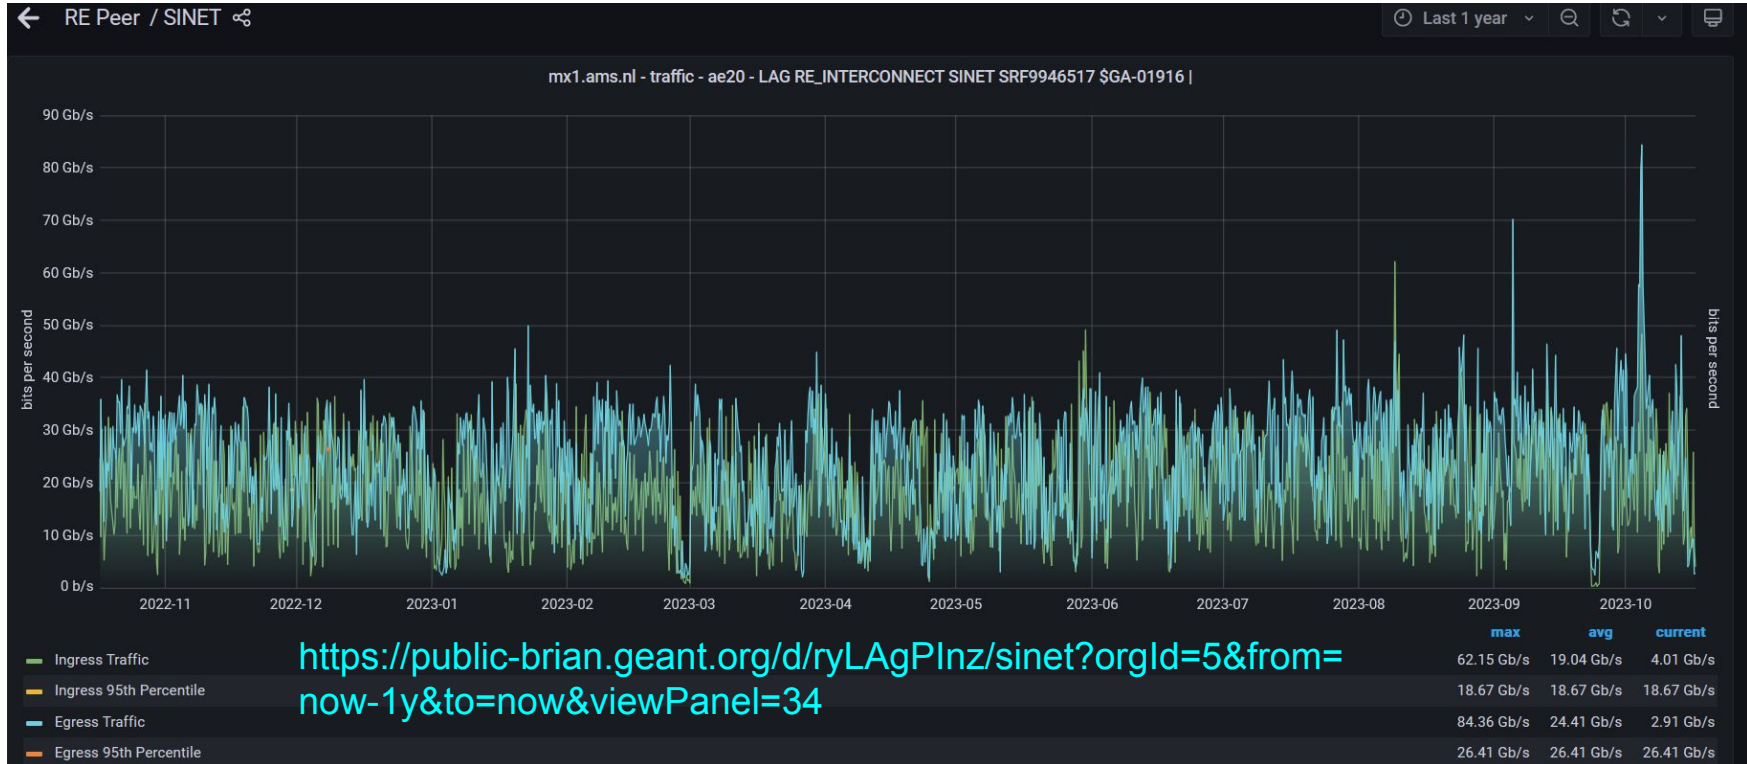 RE Peer / SINET
Last 1 year
mx1.ams.nl - traffic - ae20 - LAG RE_INTERCONNECT SINET SRF9946517 $GA-01916 |
90 Gb/s
80 Gb/s
70 Gb/s
60 Gb/s
50 Gb/s
40 Gb/s
30 Gb/s
20 Gb/s
10 Gb/s
0 b/s
bits per second
bits per second
2022-11 2022-12 2023-01 2023-02 2023-03 2023-04 2023-05 2023-06 2023-07 2023-08 2023-09 2023-10
max avg current
Ingress Traffic 62.15 Gb/s 19.04 Gb/s 4.01 Gb/s
Ingress 95th Percentile 18.67 Gb/s 18.67 Gb/s 18.67 Gb/s
Egress Traffic 84.36 Gb/s 24.41 Gb/s 2.91 Gb/s
Egress 95th Percentile 26.41 Gb/s 26.41 Gb/s 26.41 Gb/s
https://public-brian.geant.org/d/ryLAgPInz/sinet?orgId=5&from=
now-1y&to=now&viewPanel=34